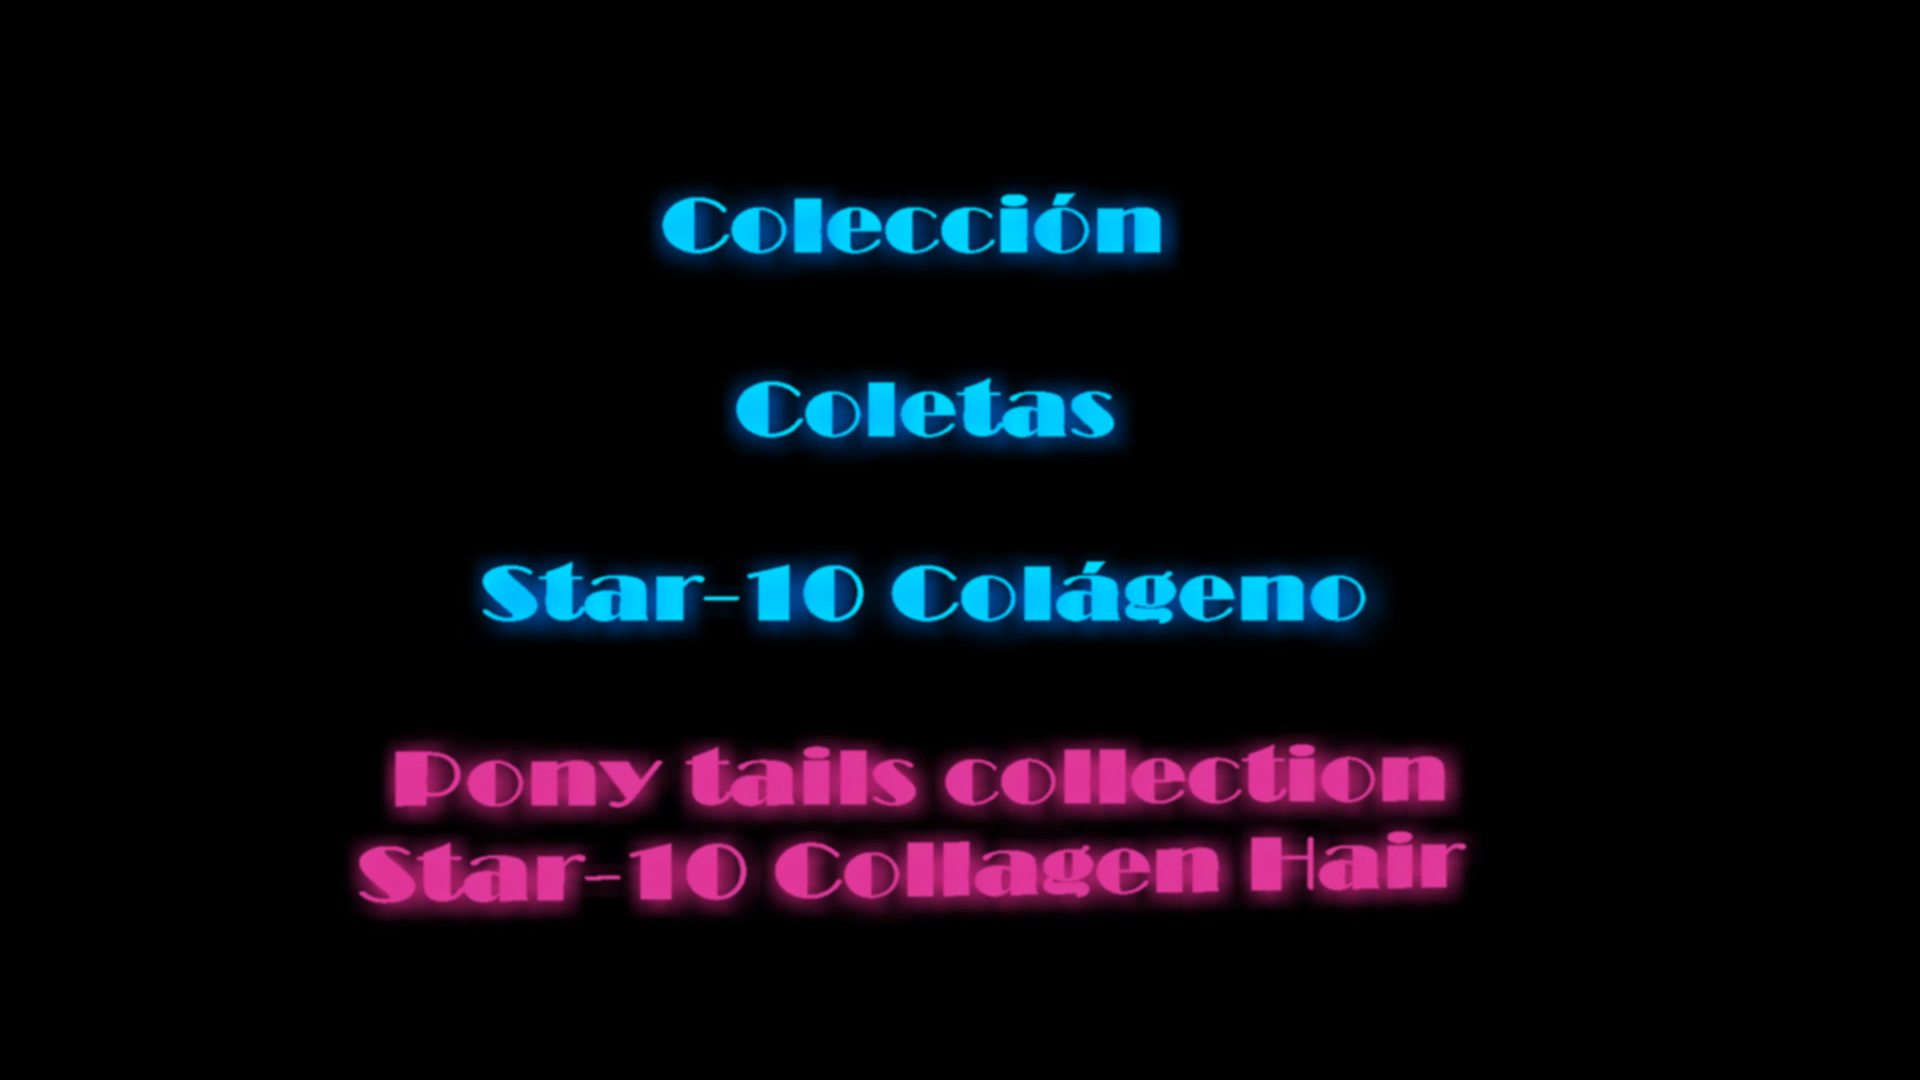 Colección
Coletas
Star-10 Colágeno
Pony tails collection
Star-10 Collagen Hair